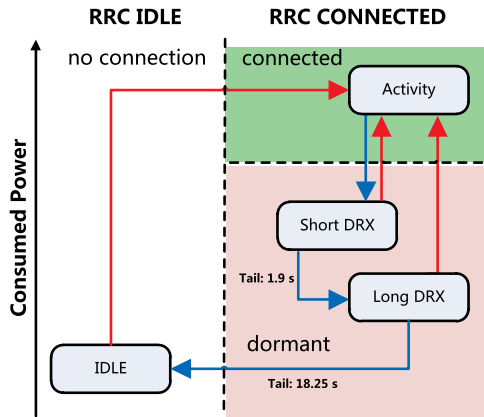 RRC IDLE
RRC CONNECTED
no connection
connected
Activity
Consumed Power
Short DRX
Tail: 1.9 s
Long DRX
dormant
IDLE
Tail: 18.25 s